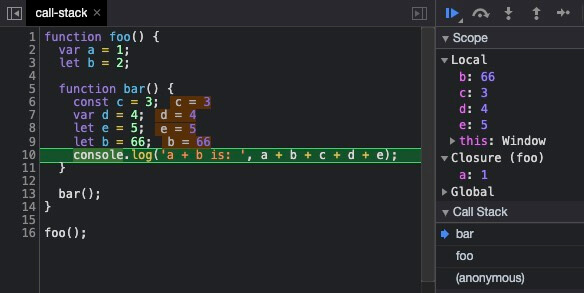 call-stack ×
1 function foo() {
2 var a = 1;
3 let b = 2;
4
5 function bar() {
6 const c = 3; c = 3
7 var d = 4; d = 4
8 let e = 5; e = 5
9 let b = 66; b = 66
10 console.log('a + b is: ', a + b + c + d + e);
11 }
12
13 bar();
14 }
15
16 foo();
Scope
Local
b: 66
c: 3
d: 4
e: 5
this: Window
Closure (foo)
a: 1
Global
Call Stack
bar
foo
(anonymous)